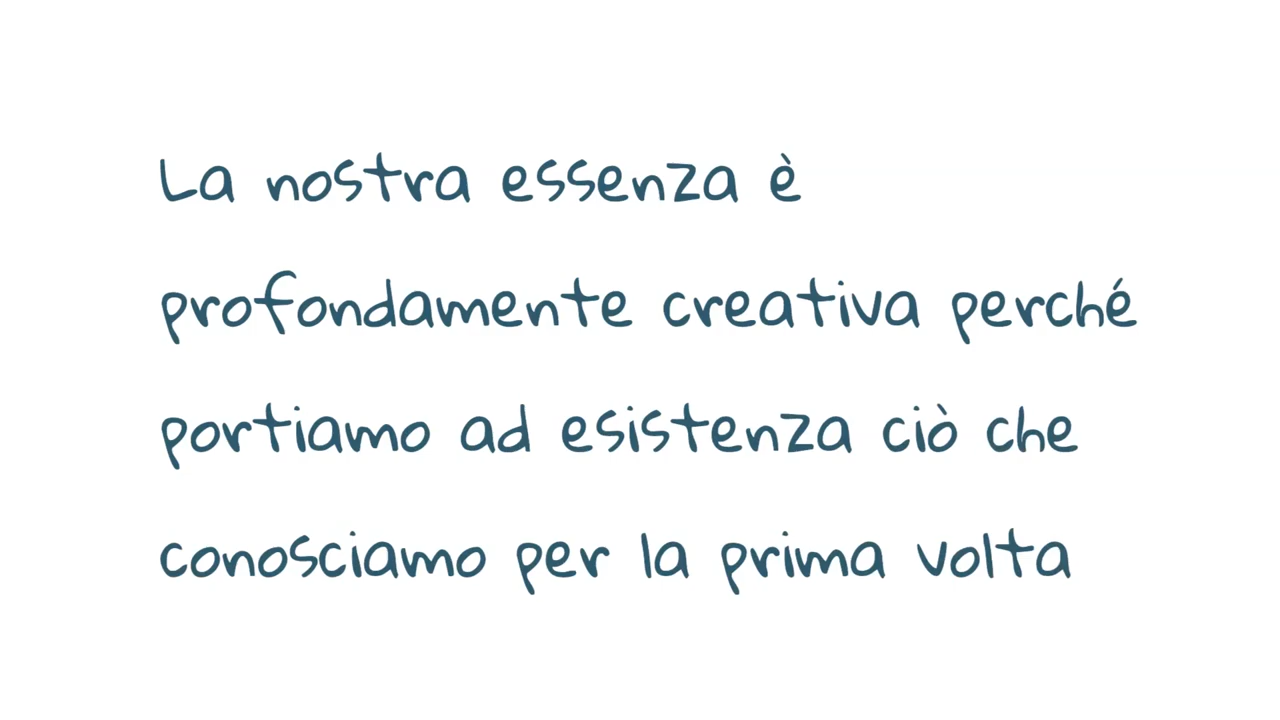 La nostra essenza è
profondamente creativa perché
portiamo ad esistenza ciò che
conosciamo per la prima volta